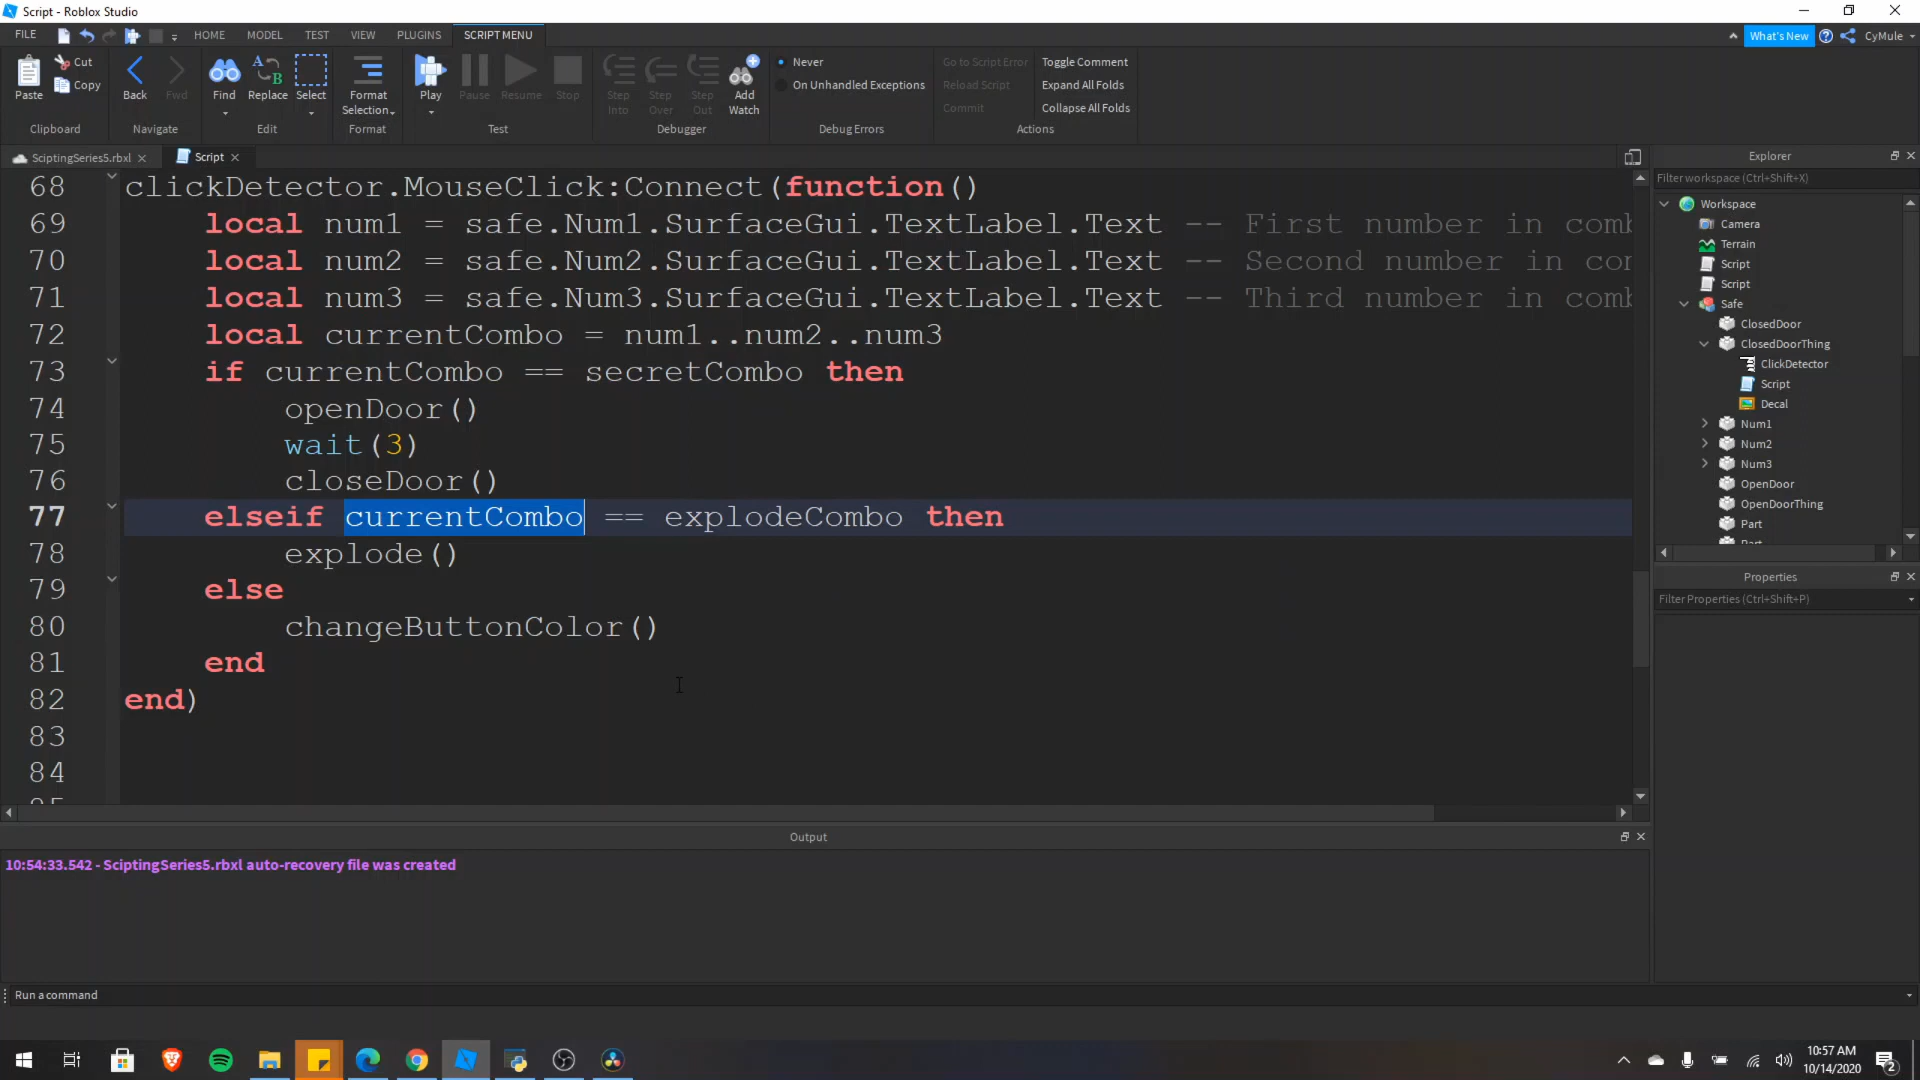 Script - Roblox Studio
FILE HOME MODEL TEST VIEW PLUGINS SCRIPT MENU What's New CyMule
Paste Cut Copy Back Fwd Find Replace Select Format Selection Play Pause Resume Stop Step Into Step Over Step Out Add Watch Never On Unhandled Exceptions Go to Script Error Reload Script Commit Toggle Comment Expand All Folds Collapse All Folds
Clipboard Navigate Edit Format Test Debugger Debug Errors Actions
SciptingSeries5.rbxl Script
68 clickDetector.MouseClick:Connect(function()
69 local num1 = safe.Num1.SurfaceGui.TextLabel.Text -- First number in comb
70 local num2 = safe.Num2.SurfaceGui.TextLabel.Text -- Second number in con
71 local num3 = safe.Num3.SurfaceGui.TextLabel.Text -- Third number in comb
72 local currentCombo = num1..num2..num3
73 if currentCombo == secretCombo then
74 openDoor()
75 wait(3)
76 closeDoor()
77 elseif currentCombo == explodeCombo then
78 explode()
79 else
80 changeButtonColor()
81 end
82 end)
83
84
Explorer
Filter workspace (Ctrl+Shift+X)
Workspace
Camera
Terrain
Script
Script
Safe
ClosedDoor
ClosedDoorThing
ClickDetector
Script
Decal
Num1
Num2
Num3
OpenDoor
OpenDoorThing
Part
Properties
Filter Properties (Ctrl+Shift+P)
Output
10:54:33.542 - SciptingSeries5.rbxl auto-recovery file was created
Run a command
10:57 AM
10/14/2020
2